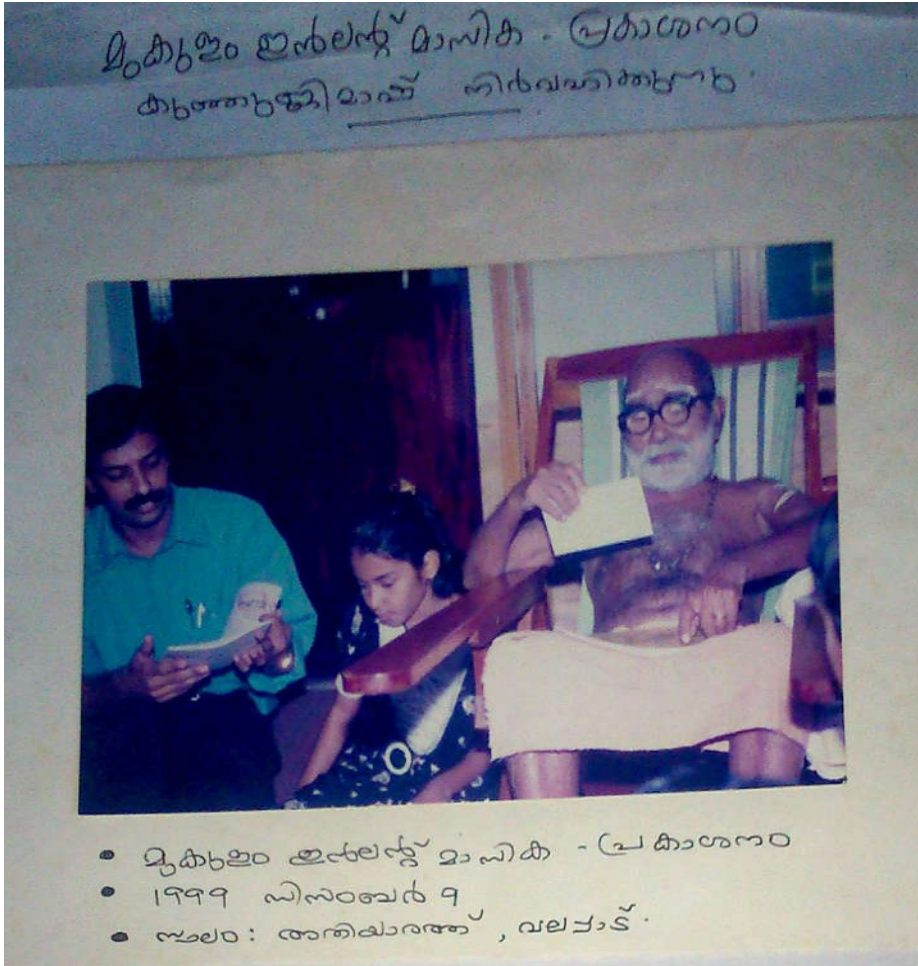 മുകുളം ഇൻലന്റ് മാസിക - പ്രകാശനം
കുഞ്ഞുണ്ണിമാഷ് നിർവഹിക്കുന്നു.
• മുകുളം ഇൻലന്റ് മാസിക - പ്രകാശനം
• 1999 ഡിസംബർ 9
• സ്ഥലം: അതിയാരത്ത്, വലപ്പാട്.